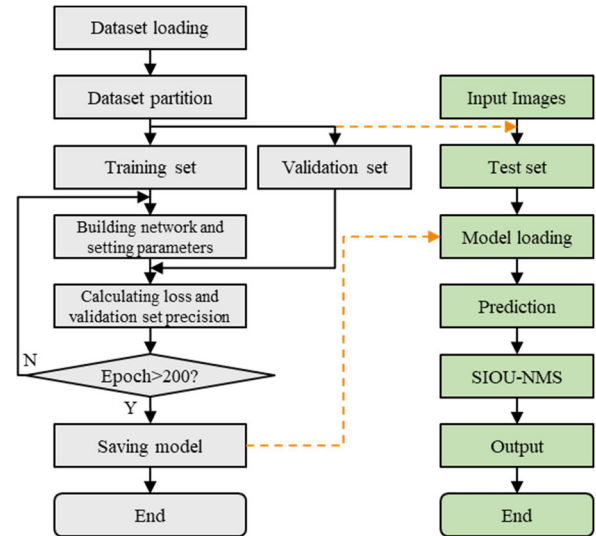 Dataset loading
Dataset partition
Training set
Validation set
Building network and
setting parameters
Calculating loss and
validation set precision
N
Epoch>200?
Y
Saving model
End
Input Images
Test set
Model loading
Prediction
SIOU-NMS
Output
End